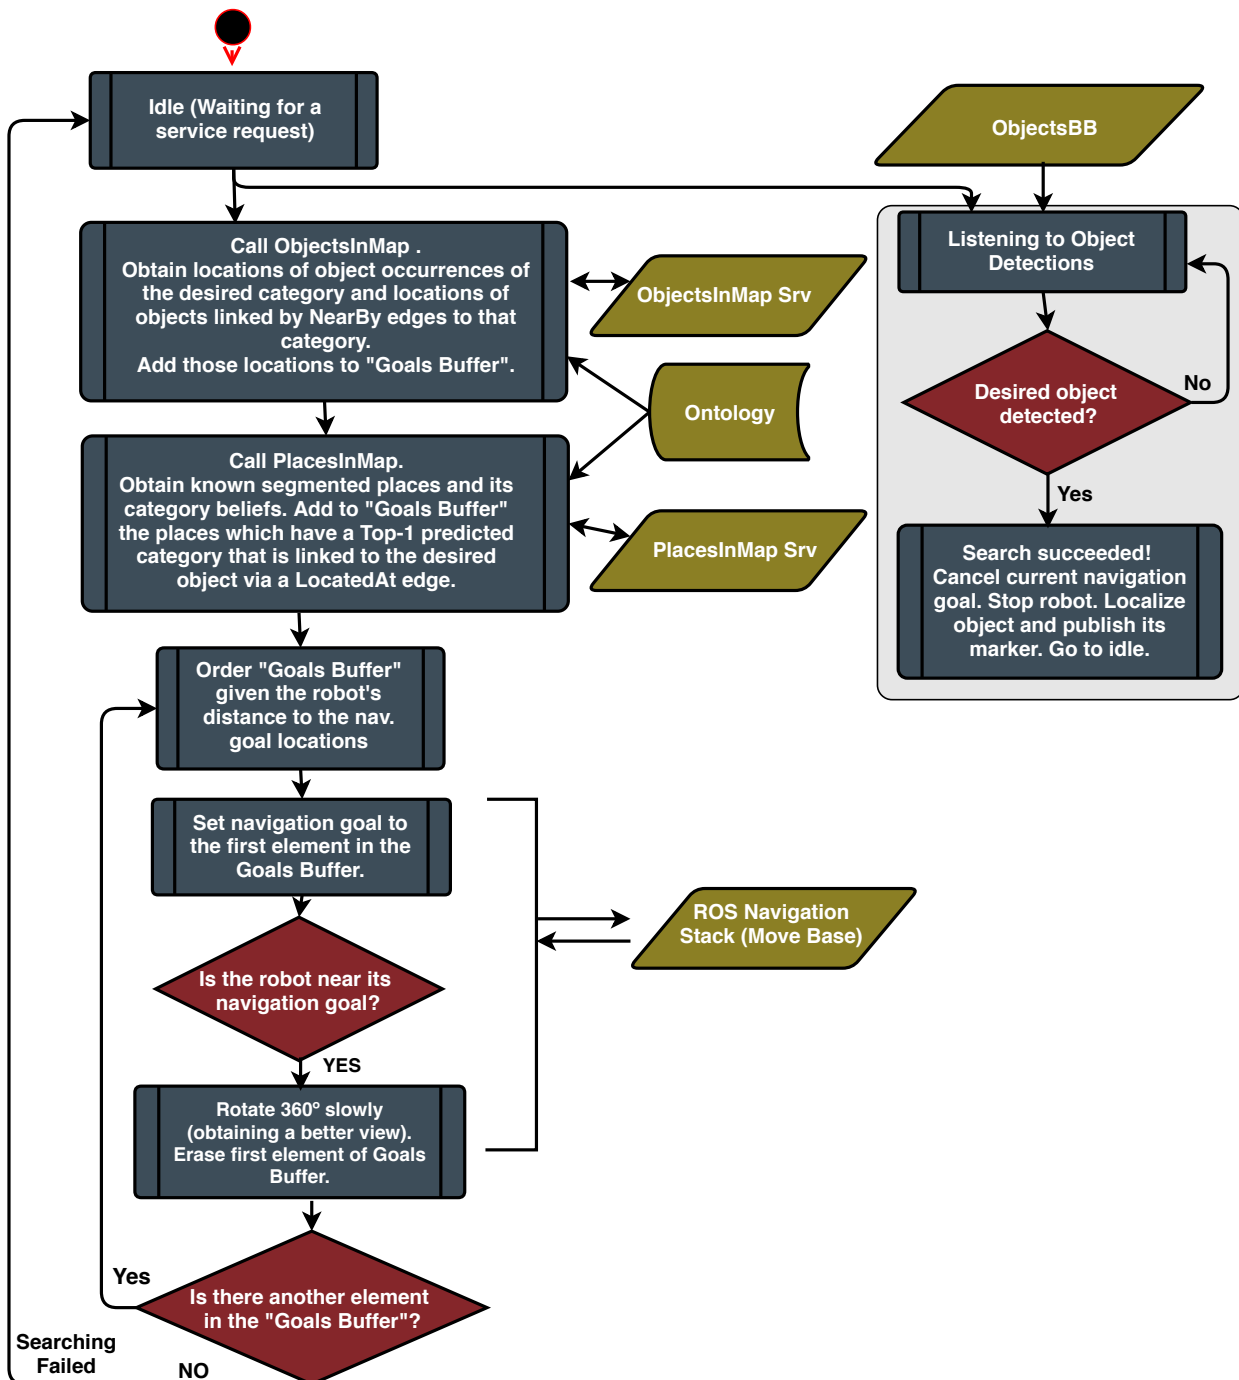 Idle (Waiting for a
service request)
ObjectsBB
Call ObjectsInMap .
Obtain locations of object occurrences of
the desired category and locations of
objects linked by NearBy edges to that
category.
Add those locations to "Goals Buffer".
ObjectsInMap Srv
Listening to Object
Detections
Ontology
Desired object
detected?
No
Yes
Call PlacesInMap.
Obtain known segmented places and its
category beliefs. Add to "Goals Buffer"
the places which have a Top-1 predicted
category that is linked to the desired
object via a LocatedAt edge.
PlacesInMap Srv
Search succeeded!
Cancel current navigation
goal. Stop robot. Localize
object and publish its
marker. Go to idle.
Order "Goals Buffer"
given the robot's
distance to the nav.
goal locations
Set navigation goal to
the first element in the
Goals Buffer.
ROS Navigation
Stack (Move Base)
Is the robot near its
navigation goal?
YES
Rotate 360º slowly
(obtaining a better view).
Erase first element of Goals
Buffer.
Yes
Is there another element
in the "Goals Buffer"?
Searching
Failed
NO